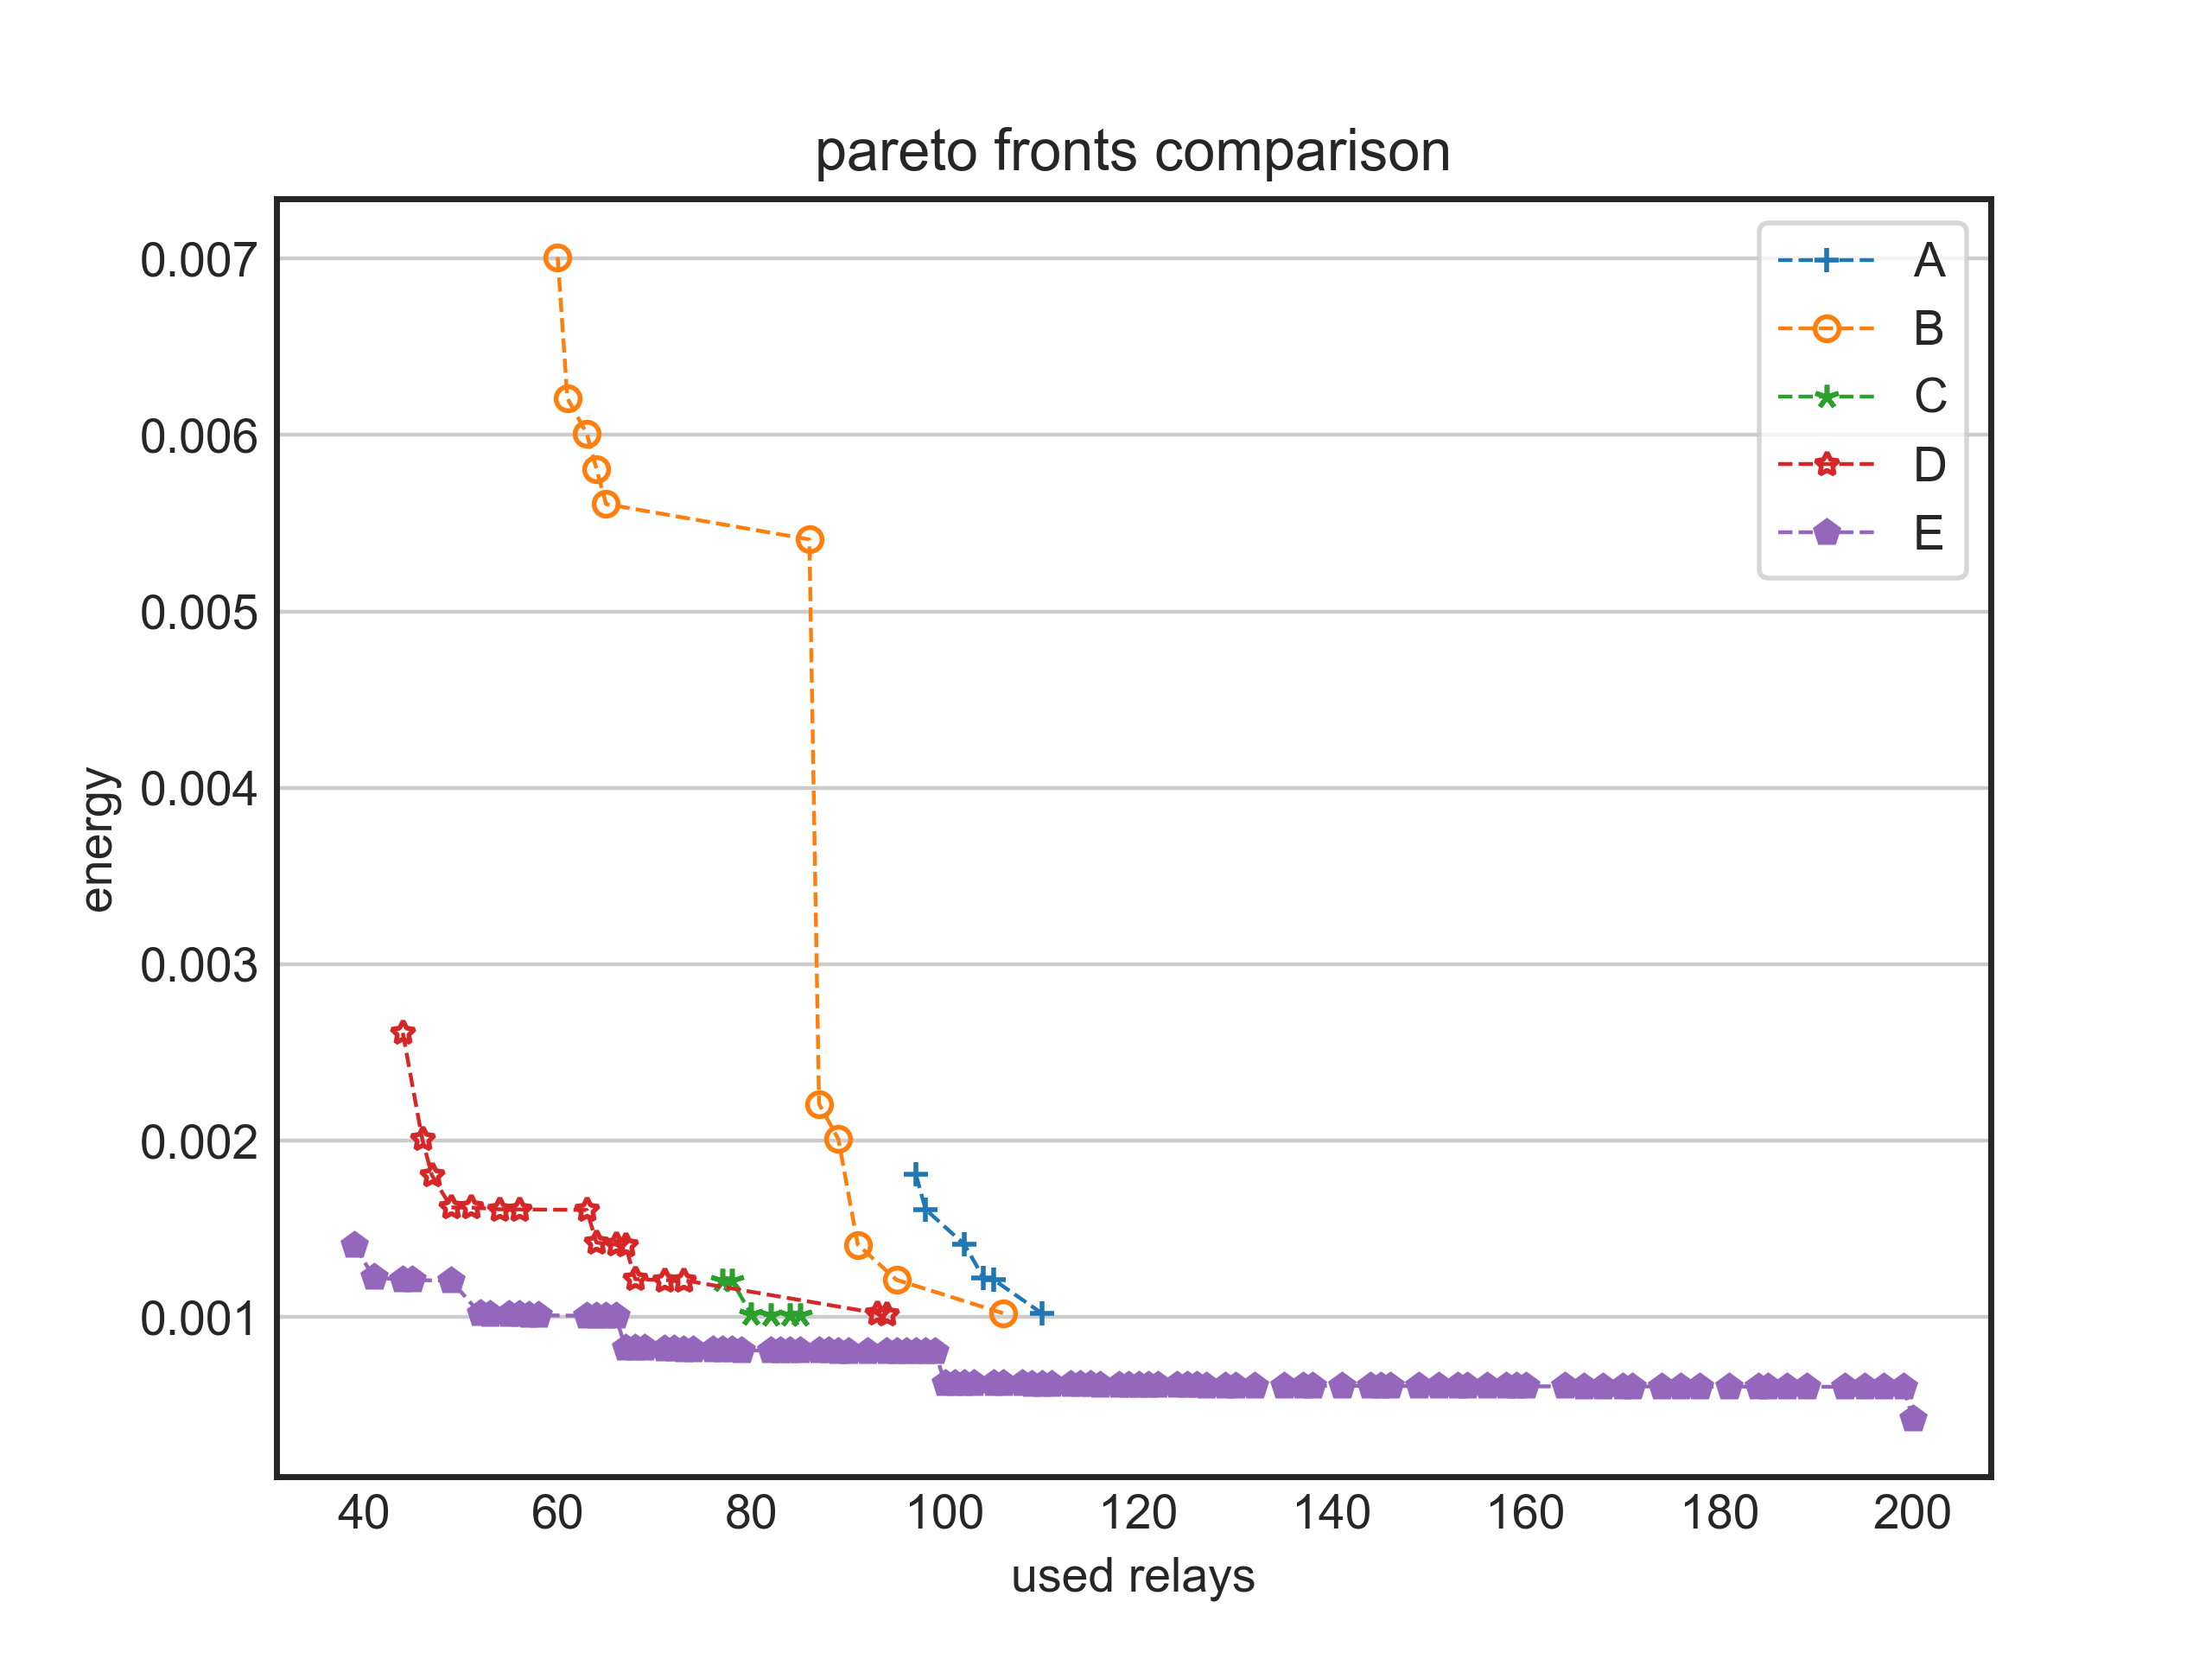 pareto fronts comparison
0.007
0.006
0.005
0.004
0.003
0.002
0.001
energy
A
B
C
D
E
40 60 80 100 120 140 160 180 200
used relays